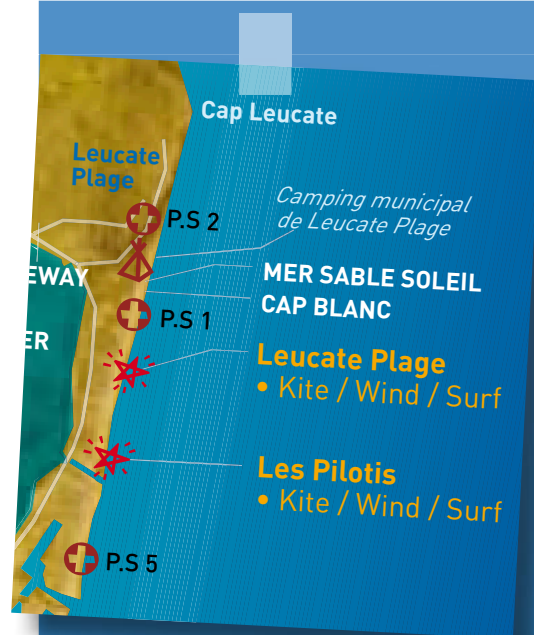 Cap Leucate
Leucate
Plage
Camping municipal
de Leucate Plage
P.S 2
EWAY
MER SABLE SOLEIL
CAP BLANC
P.S 1
ER
Leucate Plage
• Kite / Wind / Surf
Les Pilotis
• Kite / Wind / Surf
P.S 5